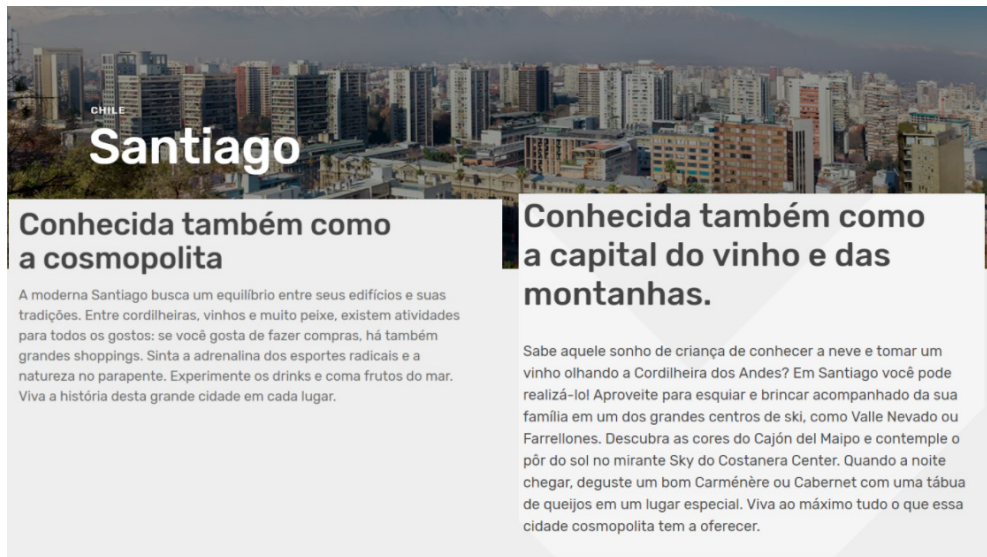 CHILE
Santiago
Conhecida também como
a cosmopolita
A moderna Santiago busca um equilíbrio entre seus edifícios e suas
tradições. Entre cordilheiras, vinhos e muito peixe, existem atividades
para todos os gostos: se você gosta de fazer compras, há também
grandes shoppings. Sinta a adrenalina dos esportes radicais e a
natureza no parapente. Experimente os drinks e coma frutos do mar.
Viva a história desta grande cidade em cada lugar.
Conhecida também como
a capital do vinho e das
montanhas.
Sabe aquele sonho de criança de conhecer a neve e tomar um
vinho olhando a Cordilheira dos Andes? Em Santiago você pode
realizá-lo! Aproveite para esquiar e brincar acompanhado da sua
família em um dos grandes centros de ski, como Valle Nevado ou
Farrellones. Descubra as cores do Cajón del Maipo e contemple o
pôr do sol no mirante Sky do Costanera Center. Quando a noite
chegar, deguste um bom Carménère ou Cabernet com uma tábua
de queijos em um lugar especial. Viva ao máximo tudo o que essa
cidade cosmopolita tem a oferecer.